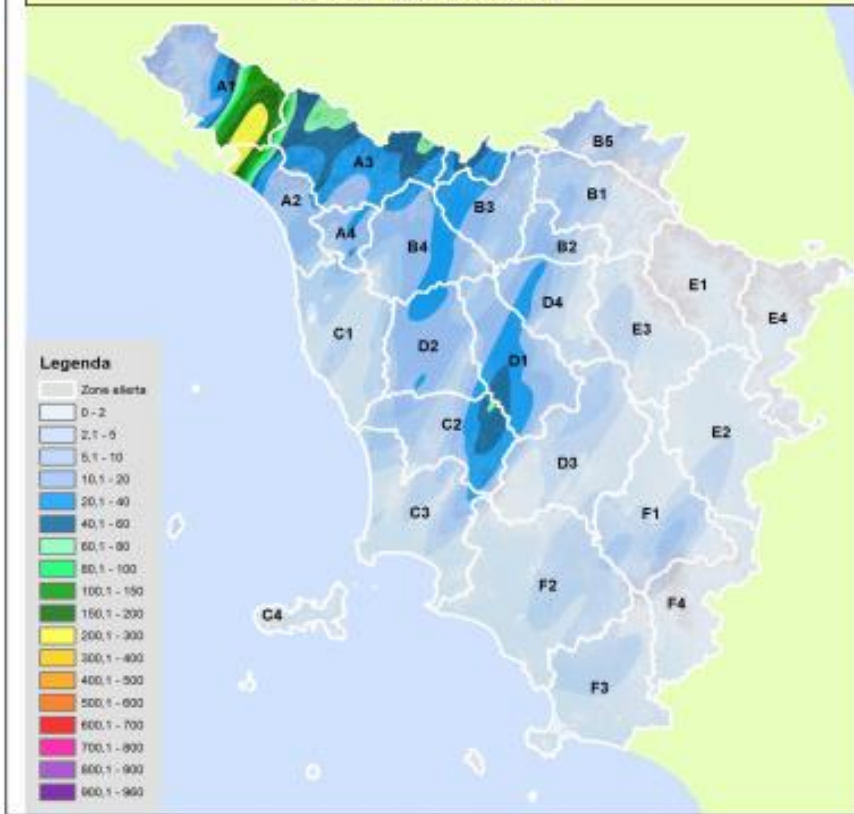 A1
B5
A3
A2
B1
B3
A4
B4
B2
E1
D4
E4
C1
E3
D2
D1
Legenda
Zone allerta
0 - 2
2,1 - 5
5,1 - 10
10,1 - 20
20,1 - 40
40,1 - 60
60,1 - 80
80,1 - 100
100,1 - 150
150,1 - 200
200,1 - 300
300,1 - 400
400,1 - 500
500,1 - 600
600,1 - 700
700,1 - 800
800,1 - 900
900,1 - 960
C2
E2
D3
C3
F1
F2
F4
C4
F3